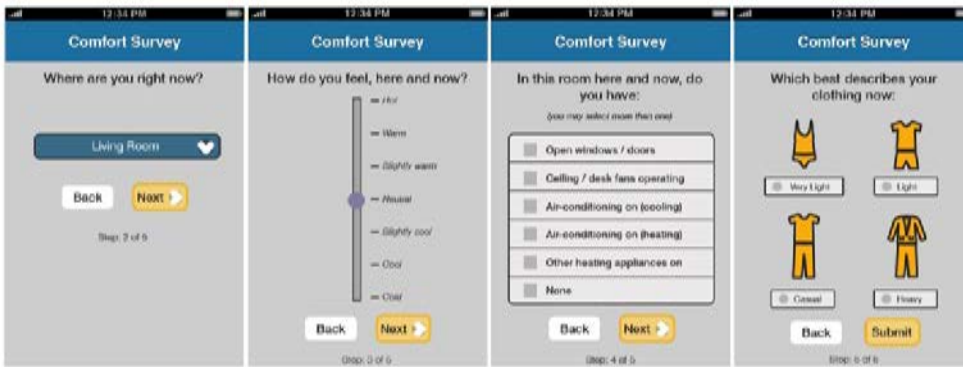 12:34 PM
Comfort Survey
Where are you right now?
Living Room
Back
Next
Step: 2 of 5
12:34 PM
Comfort Survey
How do you feel, here and now?
Hot
Warm
Slightly warm
Neutral
Slightly cool
Cool
Cold
Back
Next
Step: 3 of 5
12:34 PM
Comfort Survey
In this room here and now, do
you have:
(you may select more than one)
Open windows / doors
Ceiling / desk fans operating
Air-conditioning on (cooling)
Air-conditioning on (heating)
Other heating appliances on
None
Back
Next
Step: 4 of 5
12:34 PM
Comfort Survey
Which best describes your
clothing now:
Very Light
Light
Casual
Heavy
Back
Submit
Step: 5 of 5